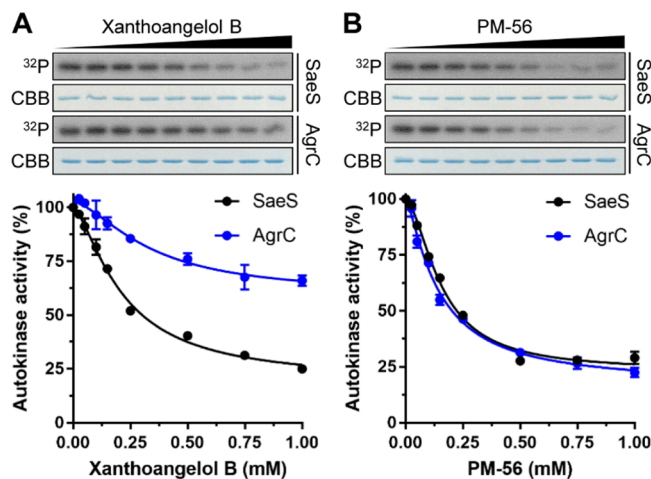 A
Xanthoangelol B
³²P
CBB
SaeS
³²P
CBB
AgrC
Autokinase activity (%)
100
75
50
25
0
SaeS
AgrC
0.00 0.25 0.50 0.75 1.00
Xanthoangelol B (mM)
B
PM-56
³²P
CBB
SaeS
³²P
CBB
AgrC
Autokinase activity (%)
100
75
50
25
0
SaeS
AgrC
0.00 0.25 0.50 0.75 1.00
PM-56 (mM)